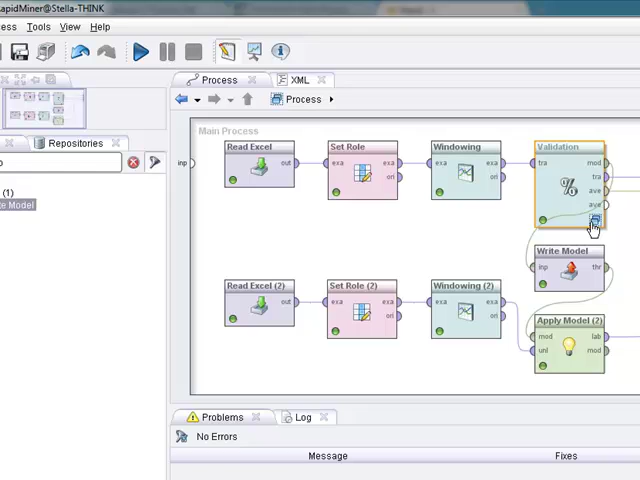 RapidMiner@Stella-THINK
cess Tools View Help
Process XML
Process
Repositories
Main Process
Read Excel Set Role Windowing Validation
inp out exa exa exa exa tra mod
ori ori tra
ave
ave
(1)
te Model
Write Model
inp thr
Read Excel (2) Set Role (2) Windowing (2)
out exa exa exa exa
ori ori
Apply Model (2)
mod lab
unl mod
Problems Log
No Errors
Message Fixes